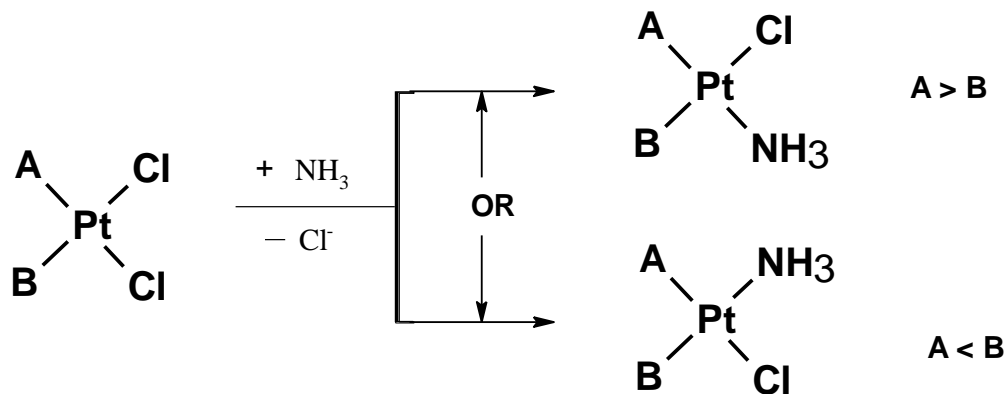 A Cl
Pt
B Cl
+ NH3
− Cl-
OR
A Cl
Pt
B NH3
A > B
A NH3
Pt
B Cl
A < B